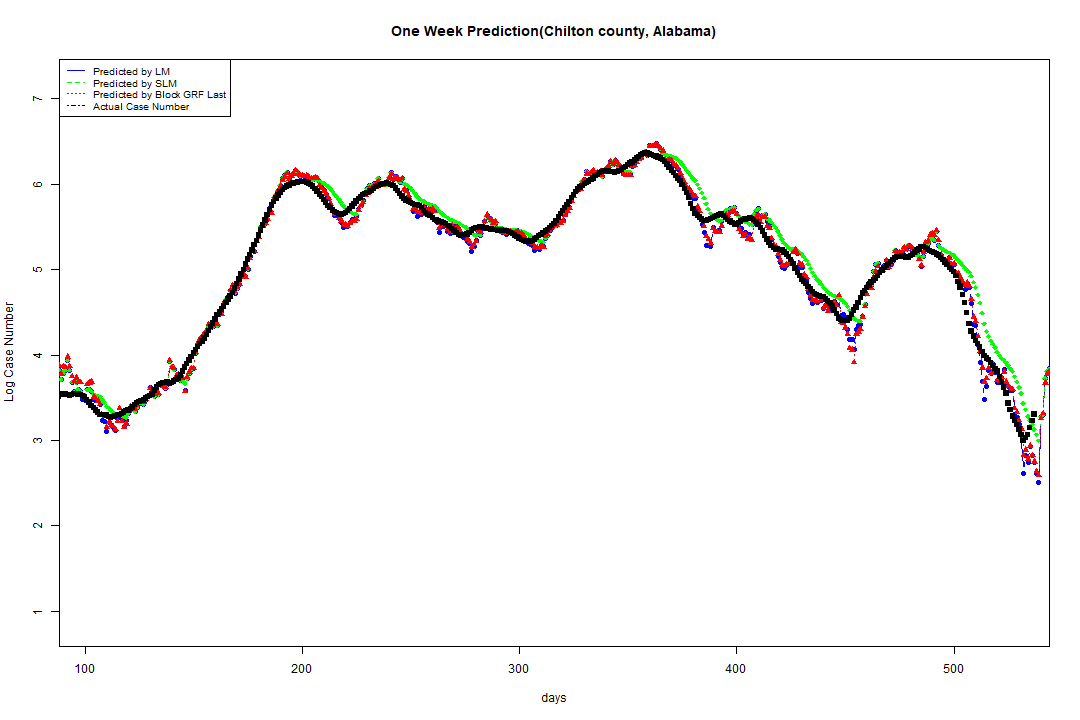 One Week Prediction(Chilton county, Alabama)
Predicted by LM
Predicted by SLM
Predicted by Block GRF Last
Actual Case Number
7
6
5
4
3
2
1
Log Case Number
100 200 300 400 500
days